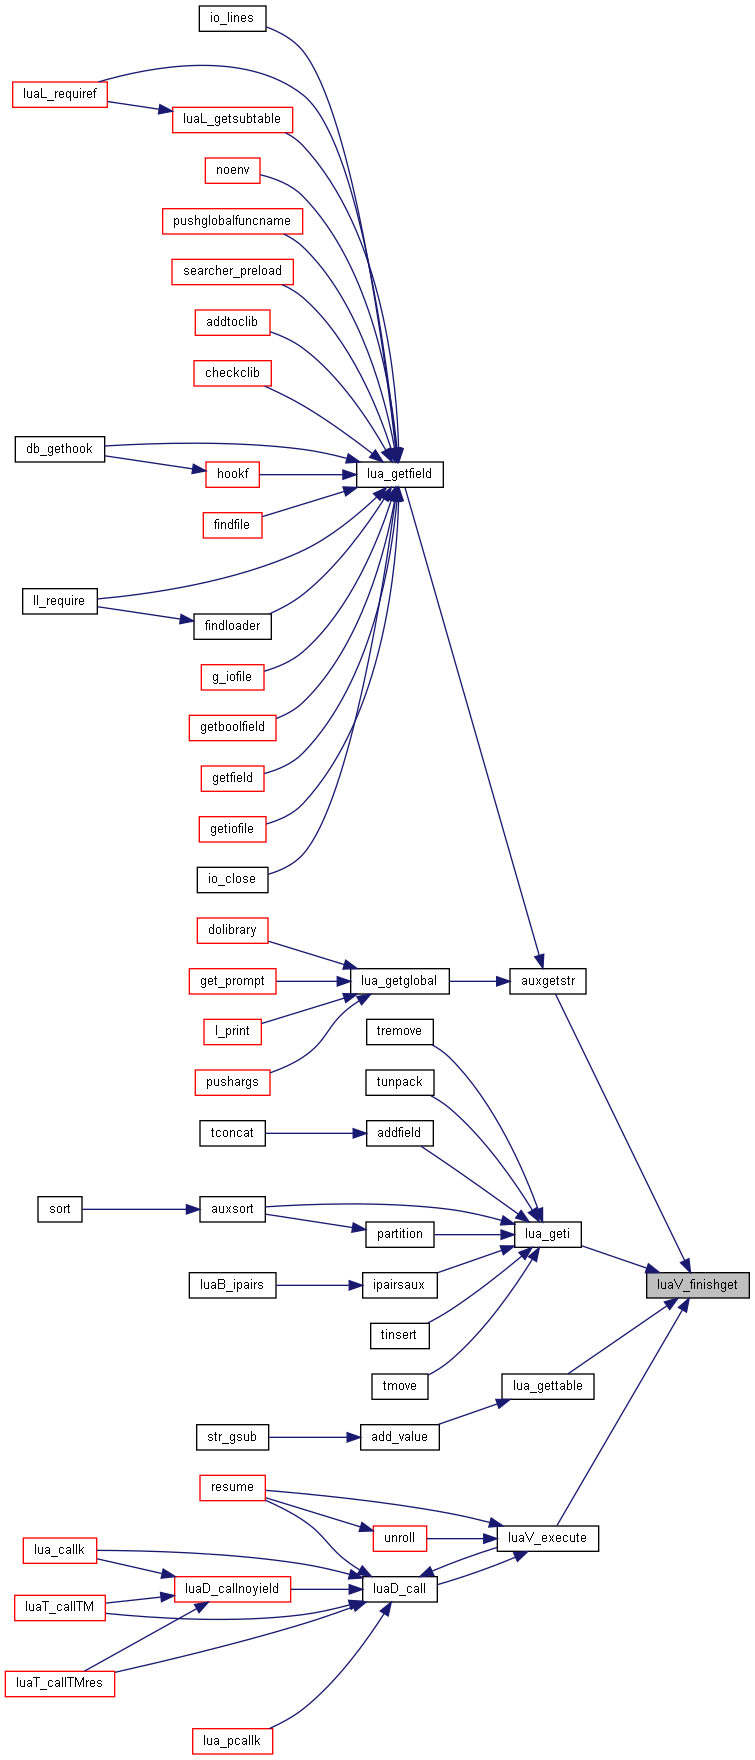 io_lines
luaL_requiref
luaL_getsubtable
noenv
pushglobalfuncname
searcher_preload
addtoclib
checkclib
db_gethook
hookf
lua_getfield
findfile
ll_require
findloader
g_iofile
getboolfield
getfield
getiofile
io_close
dolibrary
get_prompt
lua_getglobal
auxgetstr
l_print
tremove
pushargs
tunpack
tconcat
addfield
sort
auxsort
partition
lua_geti
luaB_ipairs
ipairsaux
luaV_finishget
tinsert
tmove
lua_gettable
str_gsub
add_value
resume
unroll
luaV_execute
lua_callk
luaD_callnoyield
luaD_call
luaT_callTM
luaT_callTMres
lua_pcallk